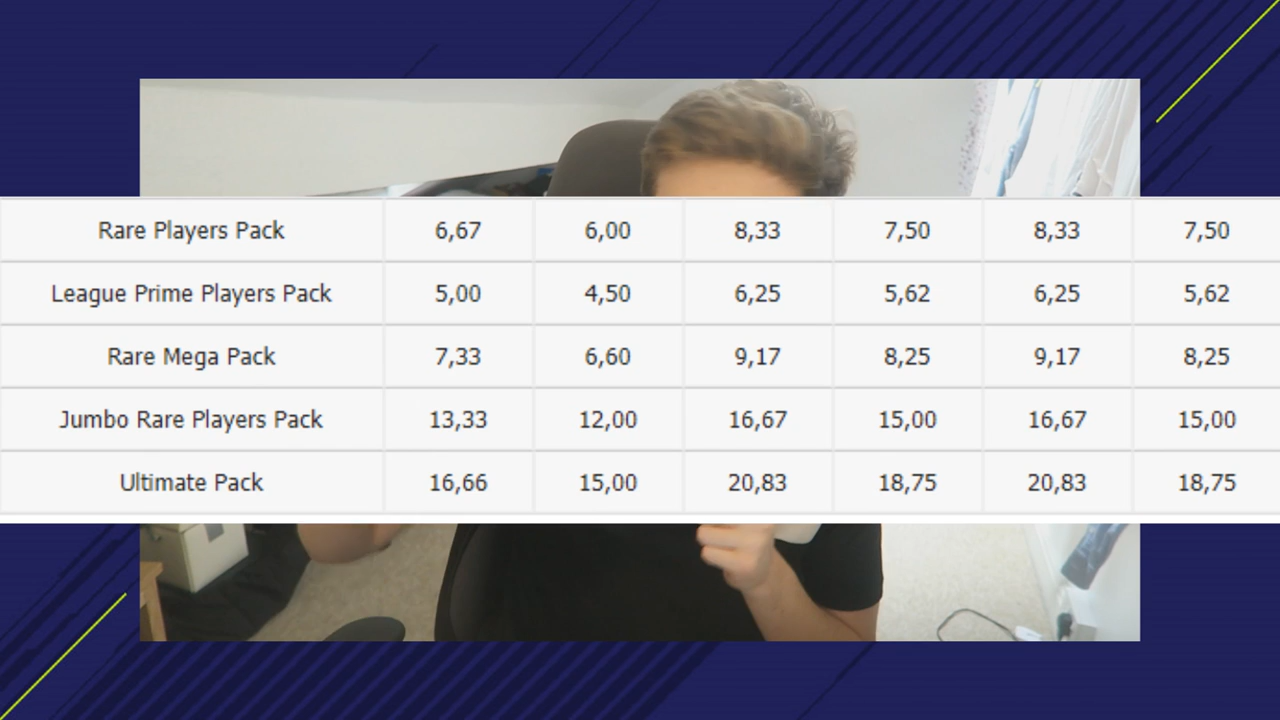 Rare Players Pack 6,67 6,00 8,33 7,50 8,33 7,50
League Prime Players Pack 5,00 4,50 6,25 5,62 6,25 5,62
Rare Mega Pack 7,33 6,60 9,17 8,25 9,17 8,25
Jumbo Rare Players Pack 13,33 12,00 16,67 15,00 16,67 15,00
Ultimate Pack 16,66 15,00 20,83 18,75 20,83 18,75